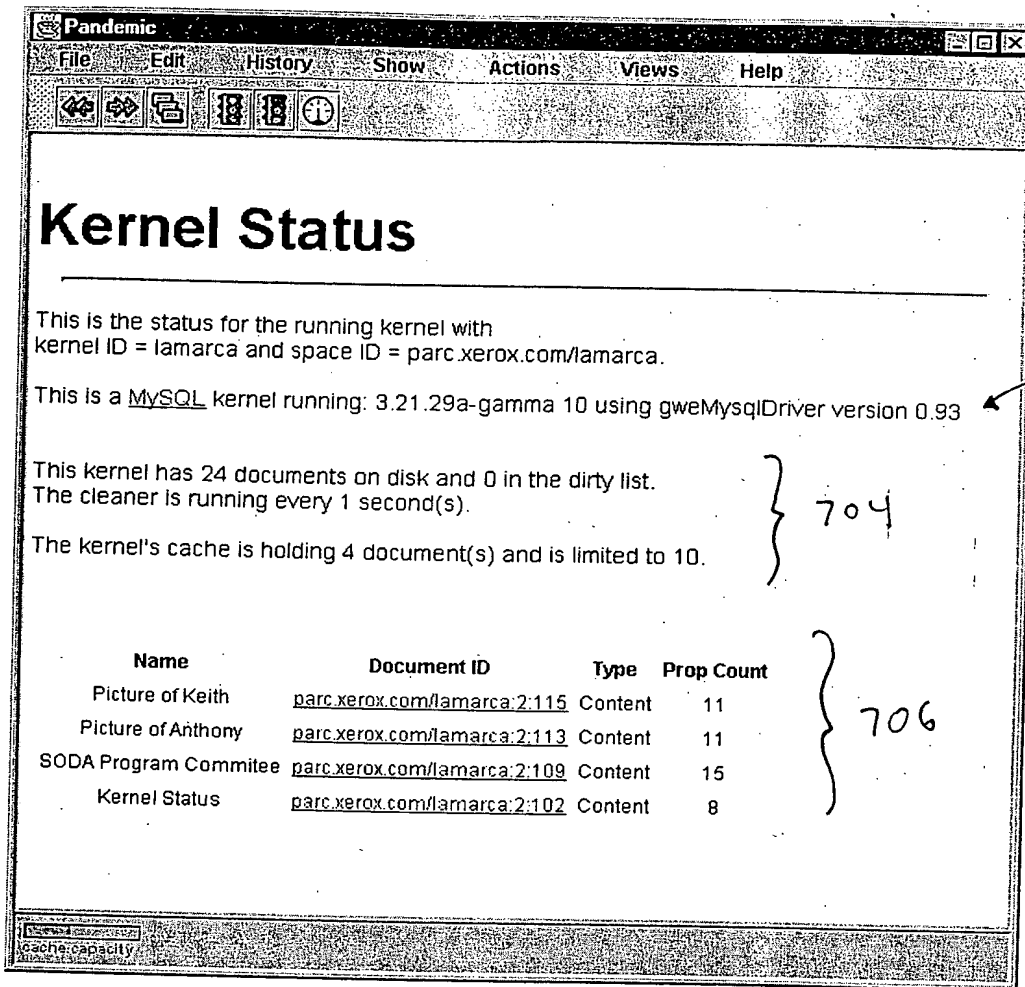 Pandemic
File Edit History Show Actions Views Help
Kernel Status
This is the status for the running kernel with
kernel ID = lamarca and space ID = parc.xerox.com/lamarca.
This is a MySQL kernel running: 3.21.29a-gamma 10 using gweMysqlDriver version 0.93
This kernel has 24 documents on disk and 0 in the dirty list.
The cleaner is running every 1 second(s).
704
The kernel's cache is holding 4 document(s) and is limited to 10.
Name Document ID Type Prop Count
Picture of Keith parc.xerox.com/lamarca:2:115 Content 11
Picture of Anthony parc.xerox.com/lamarca:2:113 Content 11
706
SODA Program Commitee parc.xerox.com/lamarca:2:109 Content 15
Kernel Status parc.xerox.com/lamarca:2:102 Content 8
cache:capacity